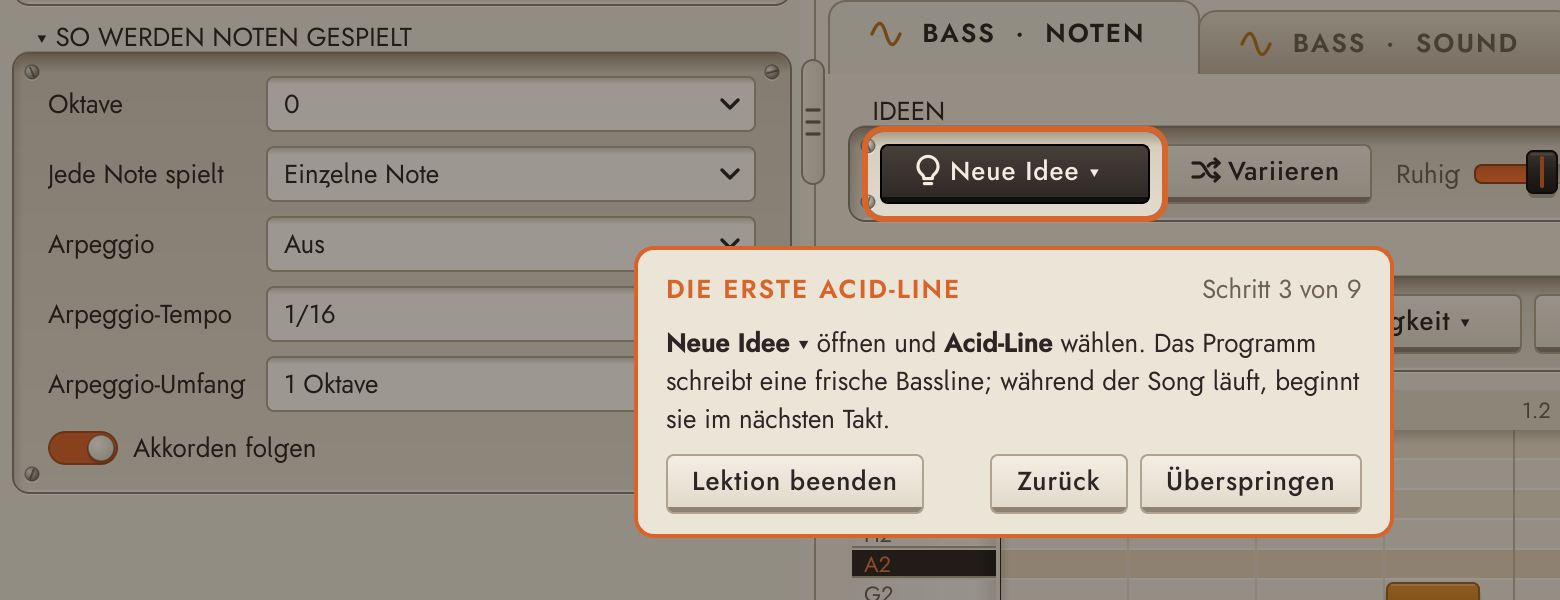 ▾ SO WERDEN NOTEN GESPIELT
Oktave 0
Jede Note spielt Einzelne Note
Arpeggio Aus
Arpeggio-Tempo 1/16
Arpeggio-Umfang 1 Oktave
Akkorden folgen
BASS · NOTEN
BASS · SOUND
IDEEN
Neue Idee ▾
Variieren
Ruhig
DIE ERSTE ACID-LINE
Schritt 3 von 9
Neue Idee ▾ öffnen und Acid-Line wählen. Das Programm
schreibt eine frische Bassline; während der Song läuft, beginnt
sie im nächsten Takt.
Lektion beenden
Zurück
Überspringen
1.2
A2
G2